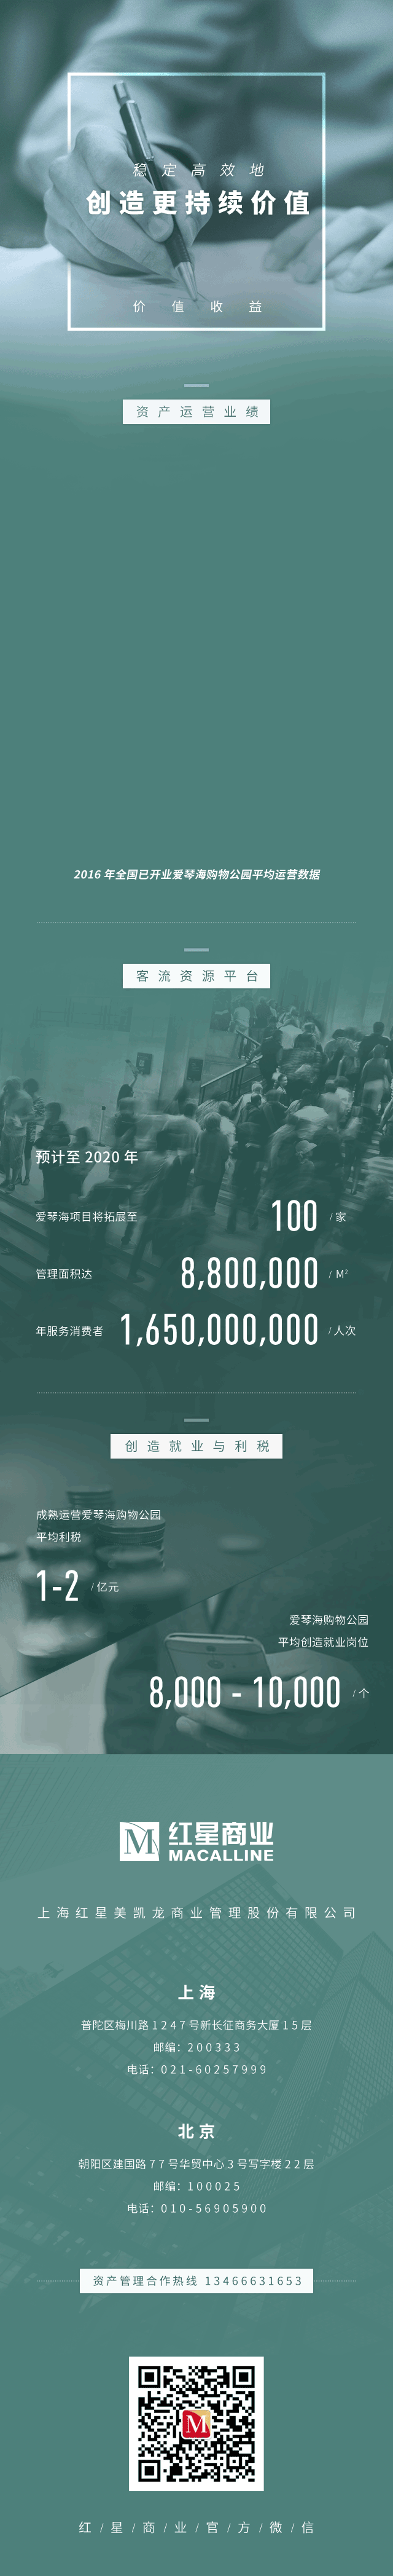 稳定高效地
创造更持续价值
价值收益
资产运营业绩
2016 年全国已开业爱琴海购物公园平均运营数据
客流资源平台
预计至 2020 年
爱琴海项目将拓展至 100 / 家
管理面积达 8,800,000 / M²
年服务消费者 1,650,000,000 / 人次
创造就业与利税
成熟运营爱琴海购物公园
平均利税
1-2 / 亿元
爱琴海购物公园
平均创造就业岗位
8,000 - 10,000 / 个
M 红星商业
MACALLINE
上海红星美凯龙商业管理股份有限公司
上海
普陀区梅川路1247号新长征商务大厦15层
邮编：200333
电话：021-60257999
北京
朝阳区建国路77号华贸中心3号写字楼22层
邮编：100025
电话：010-56905900
资产管理合作热线 13466631653
M
红 / 星 / 商 / 业 / 官 / 方 / 微 / 信